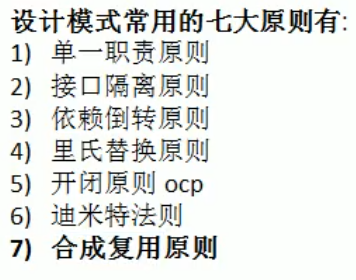 设计模式常用的七大原则有:
1) 单一职责原则
2) 接口隔离原则
3) 依赖倒转原则
4) 里氏替换原则
5) 开闭原则 ocp
6) 迪米特法则
7) 合成复用原则